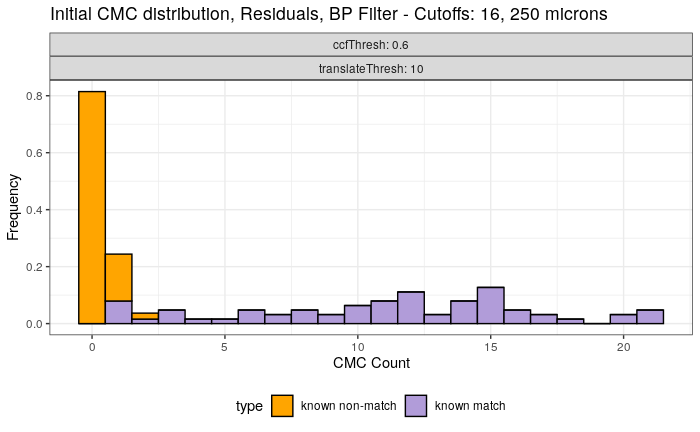 Initial CMC distribution, Residuals, BP Filter - Cutoffs: 16, 250 microns
ccfThresh: 0.6
translateThresh: 10
Frequency
0.8
0.6
0.4
0.2
0.0
0 5 10 15 20
CMC Count
type known non-match known match